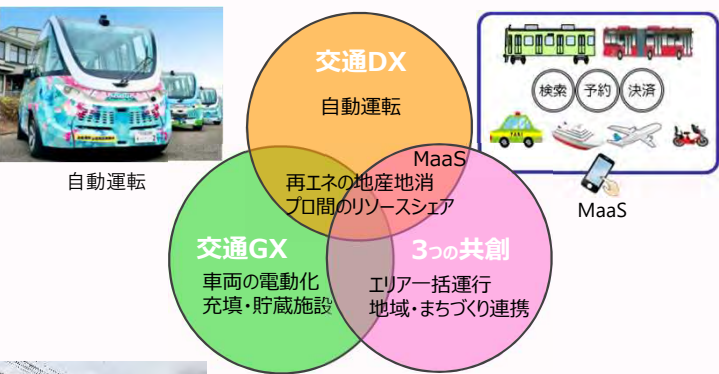 交通DX
自動運転
検索
予約
決済
TAXI
自動運転
MaaS
MaaS
再エネの地産地消
プロ間のリソースシェア
交通GX
車両の電動化
充填・貯蔵施設
3つの共創
エリア一括運行
地域・まちづくり連携